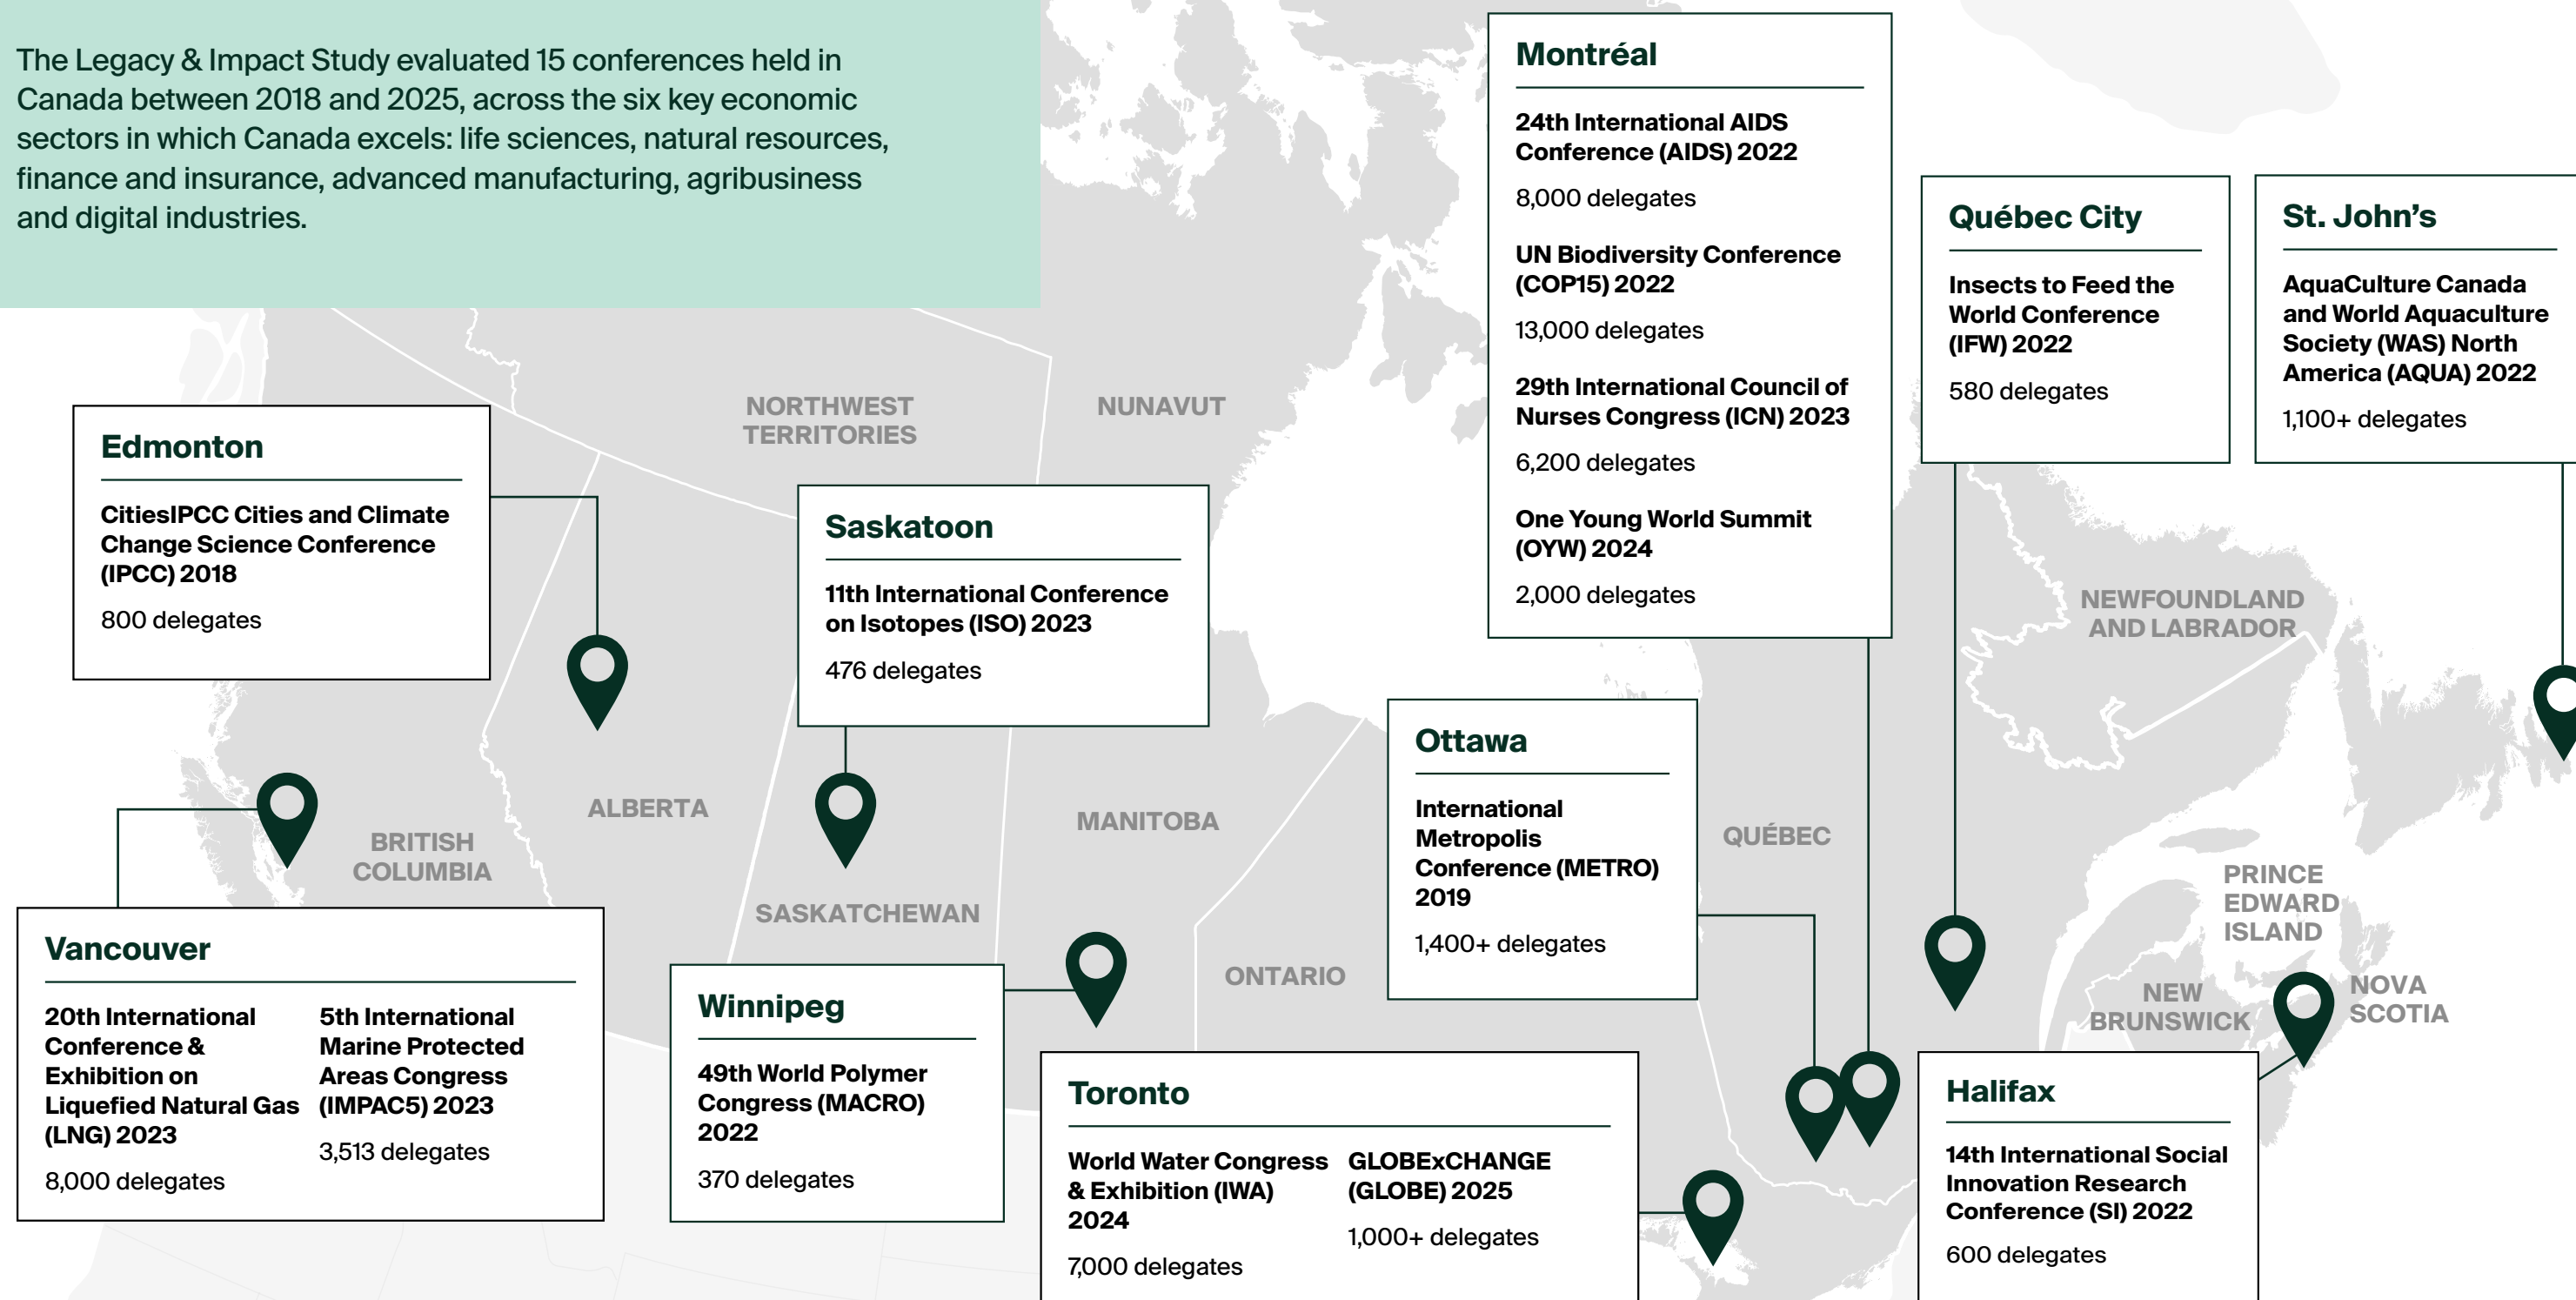 The Legacy & Impact Study evaluated 15 conferences held in
Canada between 2018 and 2025, across the six key economic
sectors in which Canada excels: life sciences, natural resources,
finance and insurance, advanced manufacturing, agribusiness
and digital industries.
Montréal
24th International AIDS
Conference (AIDS) 2022
8,000 delegates
UN Biodiversity Conference
(COP15) 2022
13,000 delegates
29th International Council of
Nurses Congress (ICN) 2023
6,200 delegates
One Young World Summit
(OYW) 2024
2,000 delegates
Québec City
Insects to Feed the
World Conference
(IFW) 2022
580 delegates
St. John’s
AquaCulture Canada
and World Aquaculture
Society (WAS) North
America (AQUA) 2022
1,100+ delegates
NORTHWEST
TERRITORIES
NUNAVUT
Edmonton
CitiesIPCC Cities and Climate
Change Science Conference
(IPCC) 2018
800 delegates
Saskatoon
11th International Conference
on Isotopes (ISO) 2023
476 delegates
NEWFOUNDLAND
AND LABRADOR
Ottawa
International
Metropolis
Conference (METRO)
2019
1,400+ delegates
BRITISH
COLUMBIA
ALBERTA
SASKATCHEWAN
MANITOBA
ONTARIO
QUÉBEC
PRINCE
EDWARD
ISLAND
NEW
BRUNSWICK
NOVA
SCOTIA
Vancouver
20th International
Conference &
Exhibition on
Liquefied Natural Gas
(LNG) 2023
8,000 delegates
5th International
Marine Protected
Areas Congress
(IMPAC5) 2023
3,513 delegates
Winnipeg
49th World Polymer
Congress (MACRO)
2022
370 delegates
Toronto
World Water Congress
& Exhibition (IWA)
2024
7,000 delegates
GLOBExCHANGE
(GLOBE) 2025
1,000+ delegates
Halifax
14th International Social
Innovation Research
Conference (SI) 2022
600 delegates